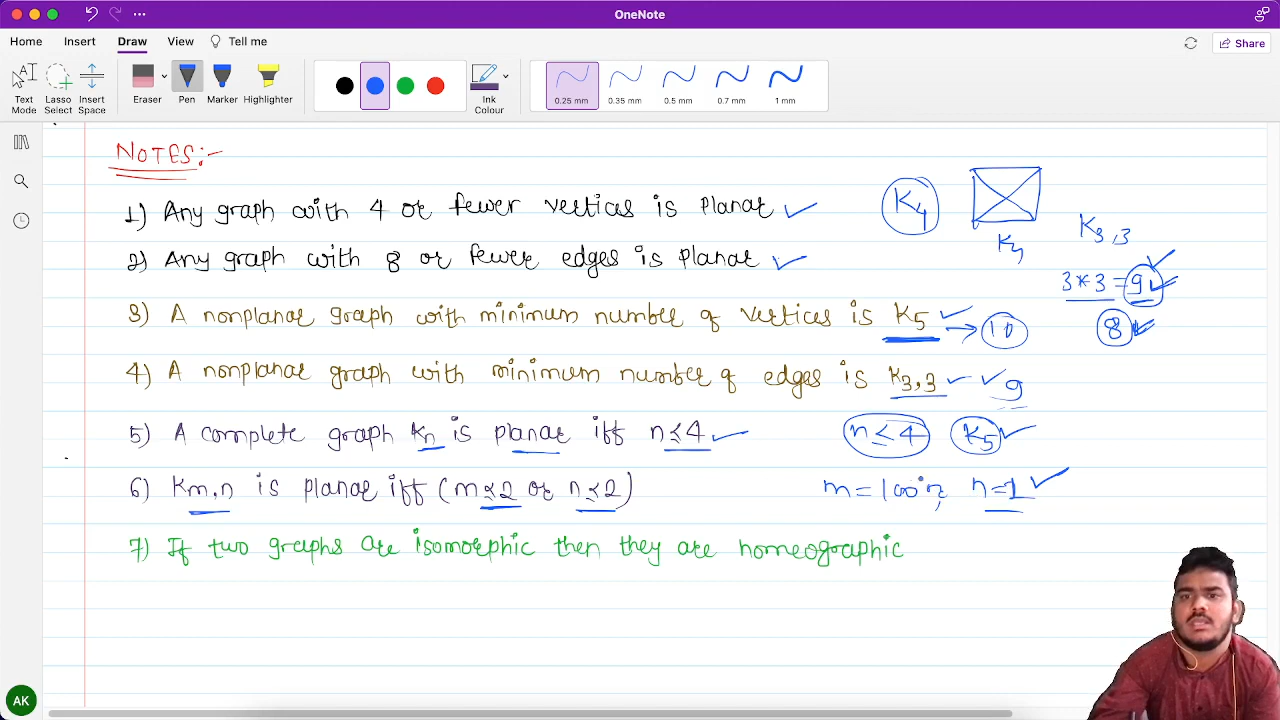 OneNote
Home Insert Draw View Tell me
Share
Text Mode
Lasso Select
Insert Space
Eraser
Pen
Marker
Highlighter
Ink Colour
0.25 mm 0.35 mm 0.5 mm 0.7 mm 1 mm
NOTES:-
1) Any graph with 4 or fewer vertices is planar
K4
K4
K3,3
2) Any graph with 8 or fewer edges is planar
3*3=9
3) A nonplanar graph with minimum number of vertices is K5 → 10
8
4) A nonplanar graph with minimum number of edges is K3,3 9
5) A complete graph Kn is planar iff n≤4 n≤4 K5
6) Km,n is planar iff (m≤2 or n≤2) n=1
7) If two graphs are isomorphic then they are homeographic
AK